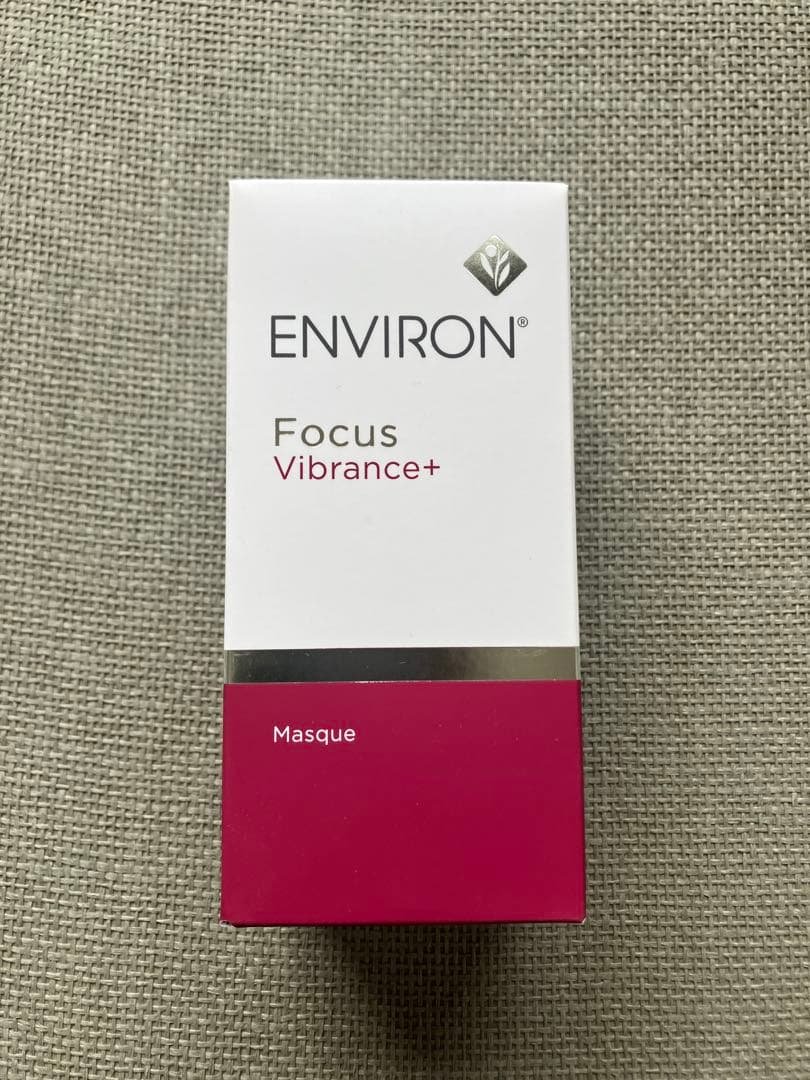 ENVIRON®
Focus
Vibrance+
Masque